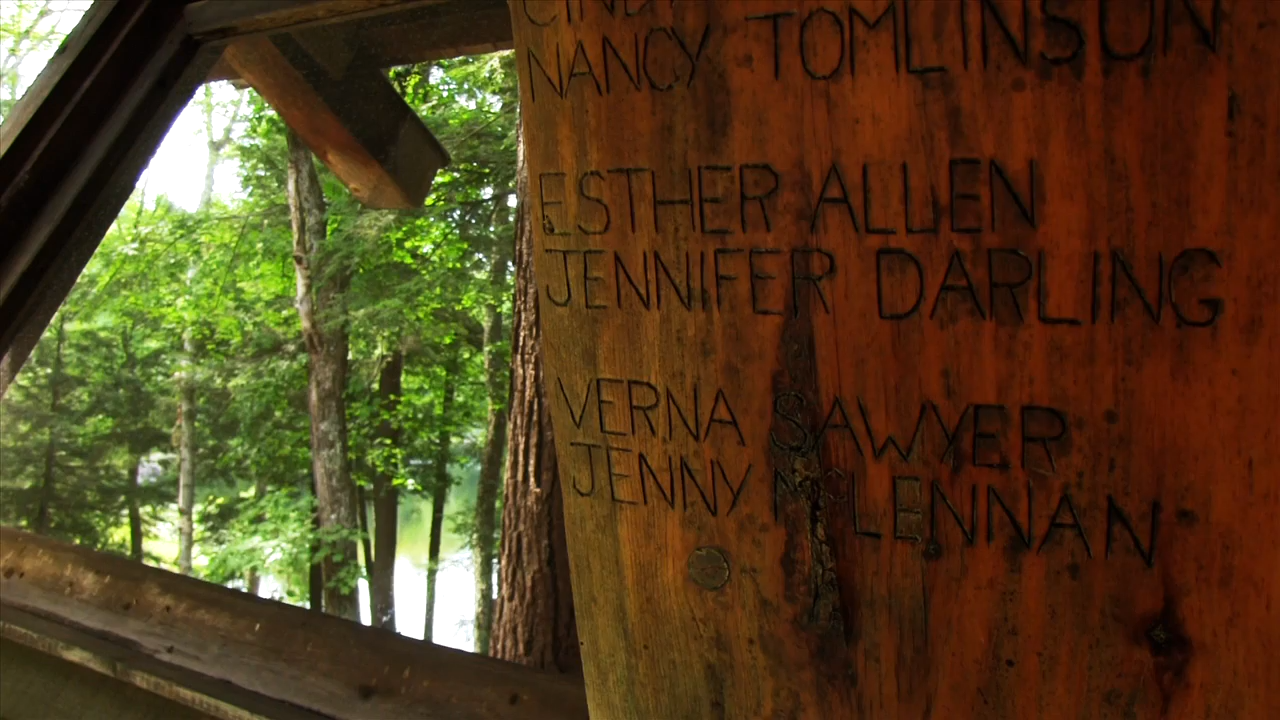 NANCY TOMLINSON
ESTHER ALLEN
JENNIFER DARLING
VERNA SAWYER
JENNY McLENNAN